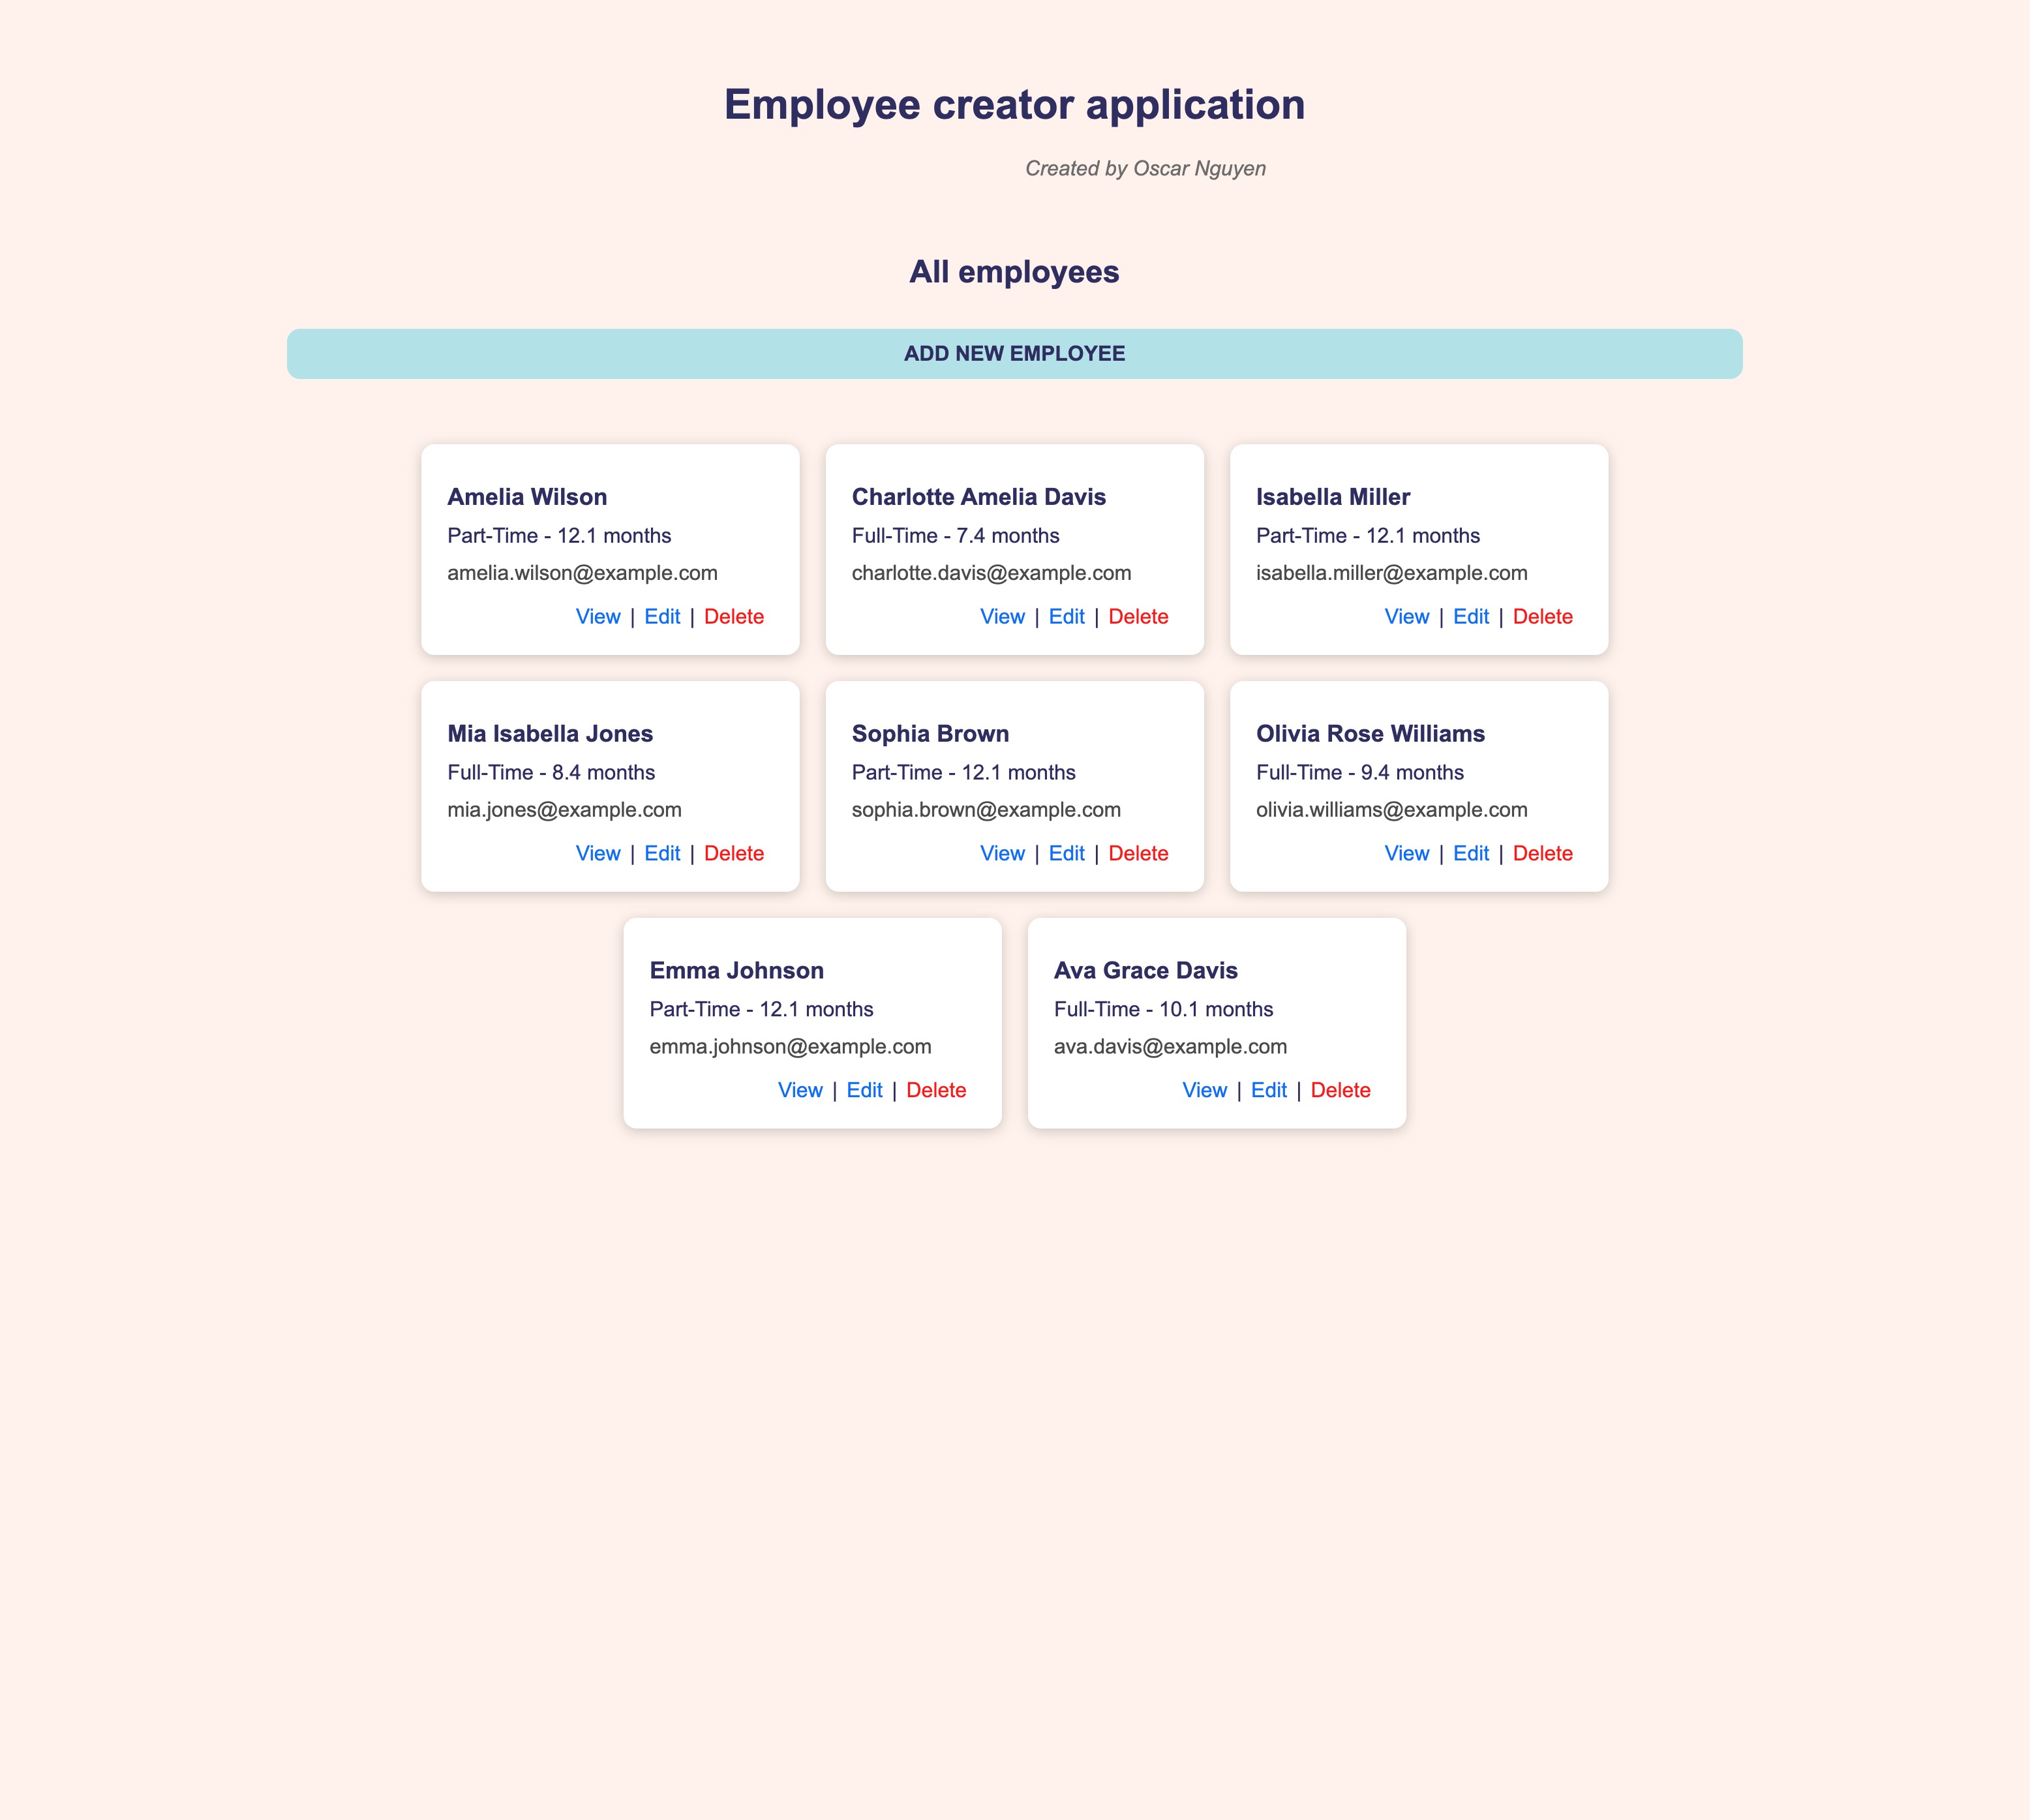 Employee creator application
Created by Oscar Nguyen
All employees
ADD NEW EMPLOYEE
Amelia Wilson
Part-Time - 12.1 months
amelia.wilson@example.com
View | Edit | Delete
Charlotte Amelia Davis
Full-Time - 7.4 months
charlotte.davis@example.com
View | Edit | Delete
Isabella Miller
Part-Time - 12.1 months
isabella.miller@example.com
View | Edit | Delete
Mia Isabella Jones
Full-Time - 8.4 months
mia.jones@example.com
View | Edit | Delete
Sophia Brown
Part-Time - 12.1 months
sophia.brown@example.com
View | Edit | Delete
Olivia Rose Williams
Full-Time - 9.4 months
olivia.williams@example.com
View | Edit | Delete
Emma Johnson
Part-Time - 12.1 months
emma.johnson@example.com
View | Edit | Delete
Ava Grace Davis
Full-Time - 10.1 months
ava.davis@example.com
View | Edit | Delete